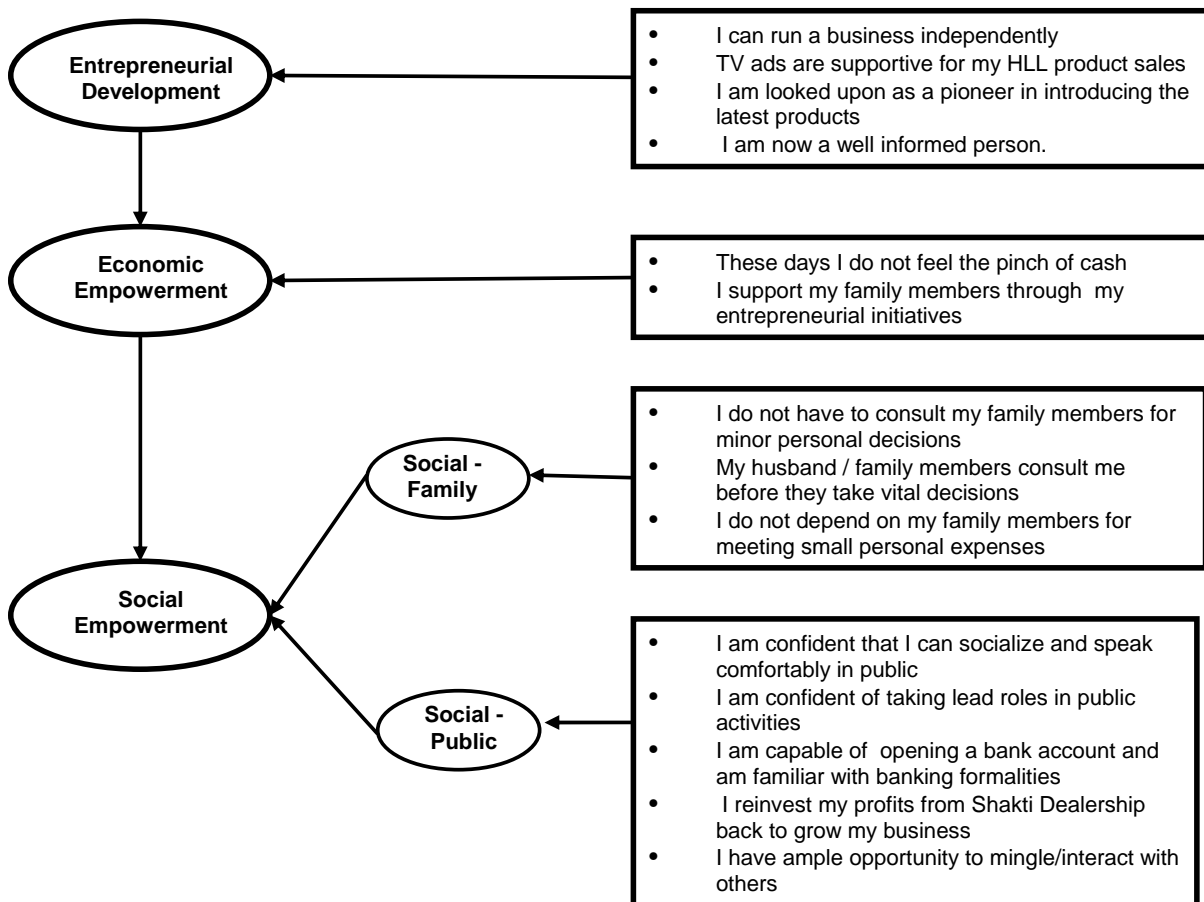 Entrepreneurial
Development
• I can run a business independently
• TV ads are supportive for my HLL product sales
• I am looked upon as a pioneer in introducing the
latest products
• I am now a well informed person.
Economic
Empowerment
• These days I do not feel the pinch of cash
• I support my family members through my
entrepreneurial initiatives
Social -
Family
• I do not have to consult my family members for
minor personal decisions
• My husband / family members consult me
before they take vital decisions
• I do not depend on my family members for
meeting small personal expenses
Social
Empowerment
Social -
Public
• I am confident that I can socialize and speak
comfortably in public
• I am confident of taking lead roles in public
activities
• I am capable of opening a bank account and
am familiar with banking formalities
• I reinvest my profits from Shakti Dealership
back to grow my business
• I have ample opportunity to mingle/interact with
others